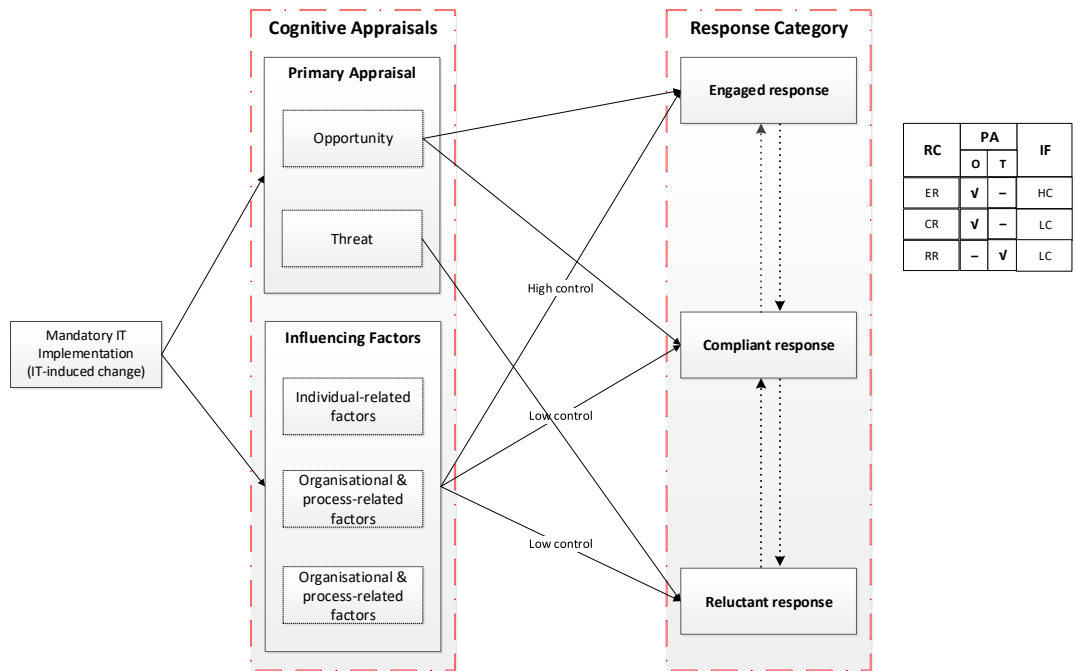 Cognitive Appraisals
Primary Appraisal
Opportunity
Threat
Mandatory IT
Implementation
(IT-induced change)
Influencing Factors
Individual-related
factors
Organisational &
process-related
factors
Organisational &
process-related
factors
High control
Low control
Low control
Response Category
Engaged response
Compliant response
Reluctant response
RC PA IF
O T
ER √ – HC
CR √ – LC
RR – √ LC